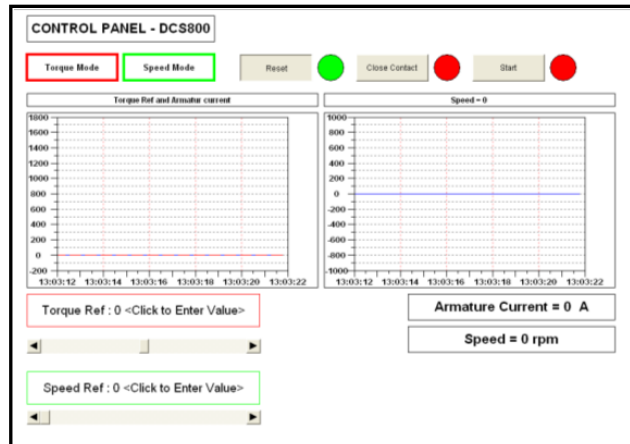 CONTROL PANEL - DCS800
Torque Mode
Speed Mode
Reset
Close Contact
Start
Torque Ref and Armatur current
1800
1600
1400
1200
1000
800
600
400
200
0
-200
13:03:12 13:03:14 13:03:16 13:03:18 13:03:20 13:03:22
Speed = 0
1000
800
600
400
200
0
-200
-400
-600
-800
-1000
13:03:12 13:03:14 13:03:16 13:03:18 13:03:20 13:03:22
Torque Ref : 0 <Click to Enter Value>
Armature Current = 0 A
Speed = 0 rpm
Speed Ref : 0 <Click to Enter Value>